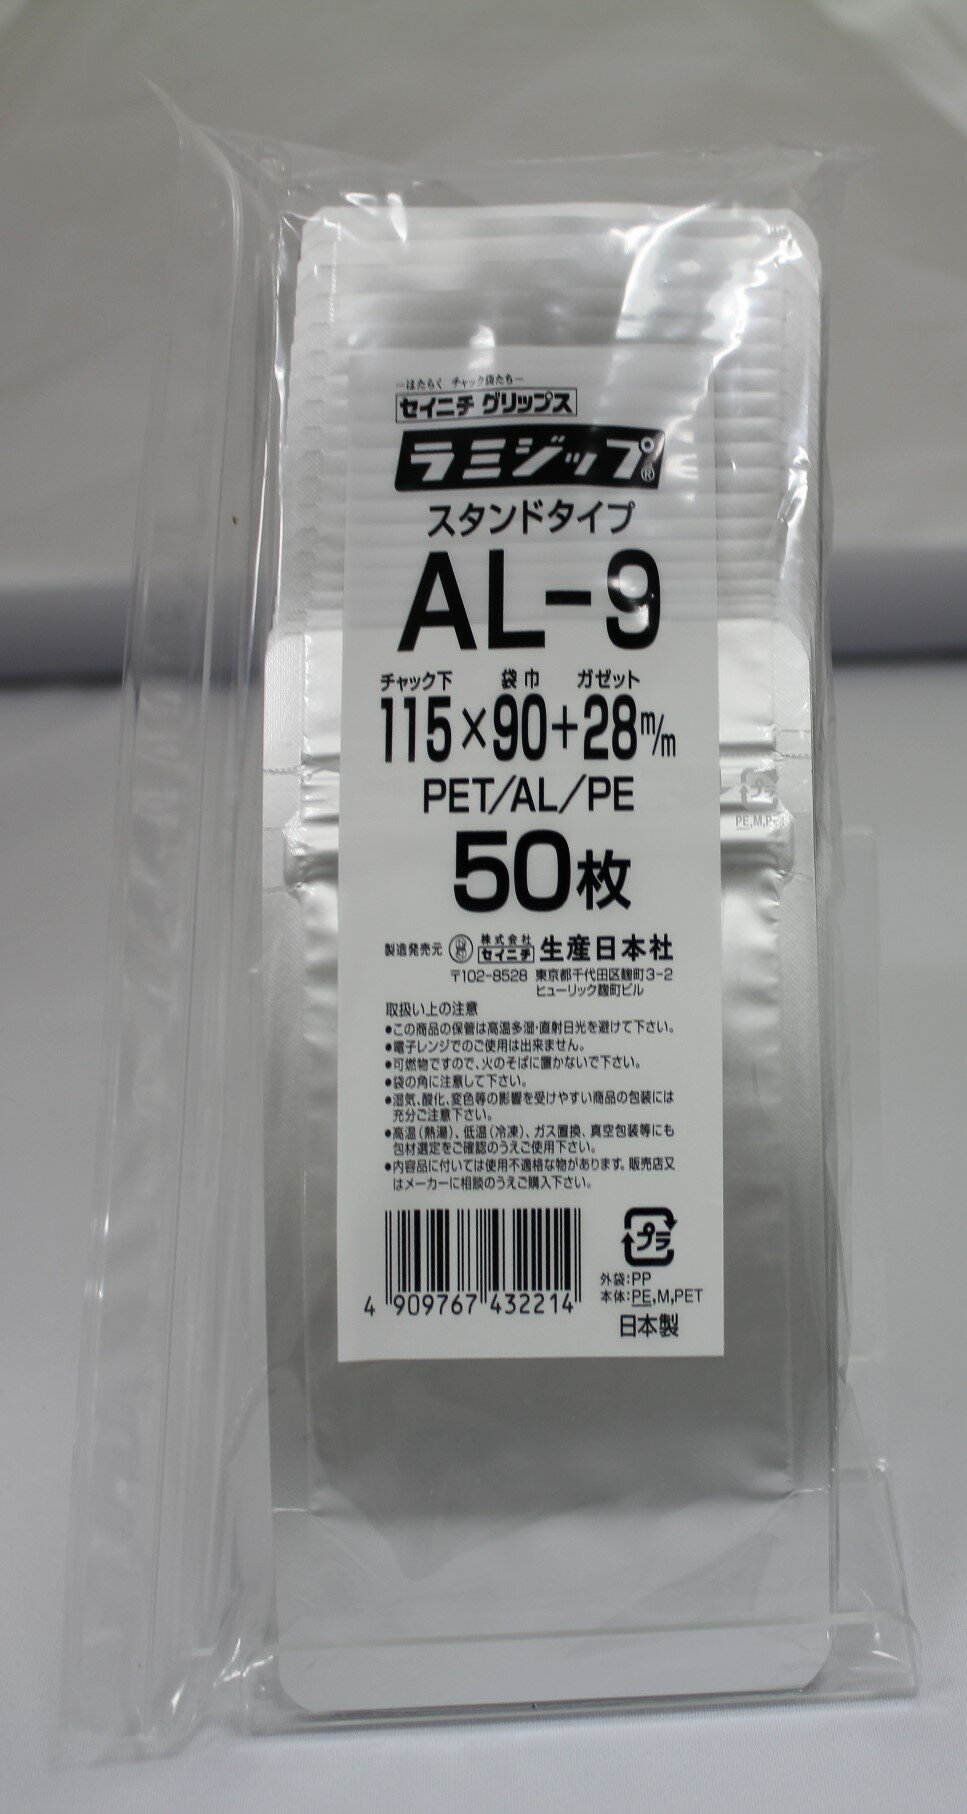 ―はたらく チャック袋たち―
セイニチ グリップス
ラミジップ®
スタンドタイプ
AL-9
チャック下 袋巾 ガゼット
115×90+28m/m
PET/AL/PE
50枚
製造発売元 株式会社 セイニチ 生産日本社
〒102-8528 東京都千代田区麹町3-2
ヒューリック麹町ビル
取扱い上の注意
●この商品の保管は高温多湿・直射日光を避けて下さい。
●電子レンジでのご使用は出来ません。
●可燃物ですので、火のそばに置かないで下さい。
●袋の角に注意して下さい。
●湿気、酸化、変色等の影響を受けやすい商品の包装には
充分ご注意下さい。
●高温(熱湯)、低温(冷凍)、ガス置換、真空包装等にも
包材選定をご確認のうえご使用下さい。
●内容品に付いては使用不適格な物があります。販売店又
はメーカーに相談のうえご購入下さい。
プラ
外袋:PP
本体:PE,M,PET
日本製
4 909767 432214
プラ
PE,M,P